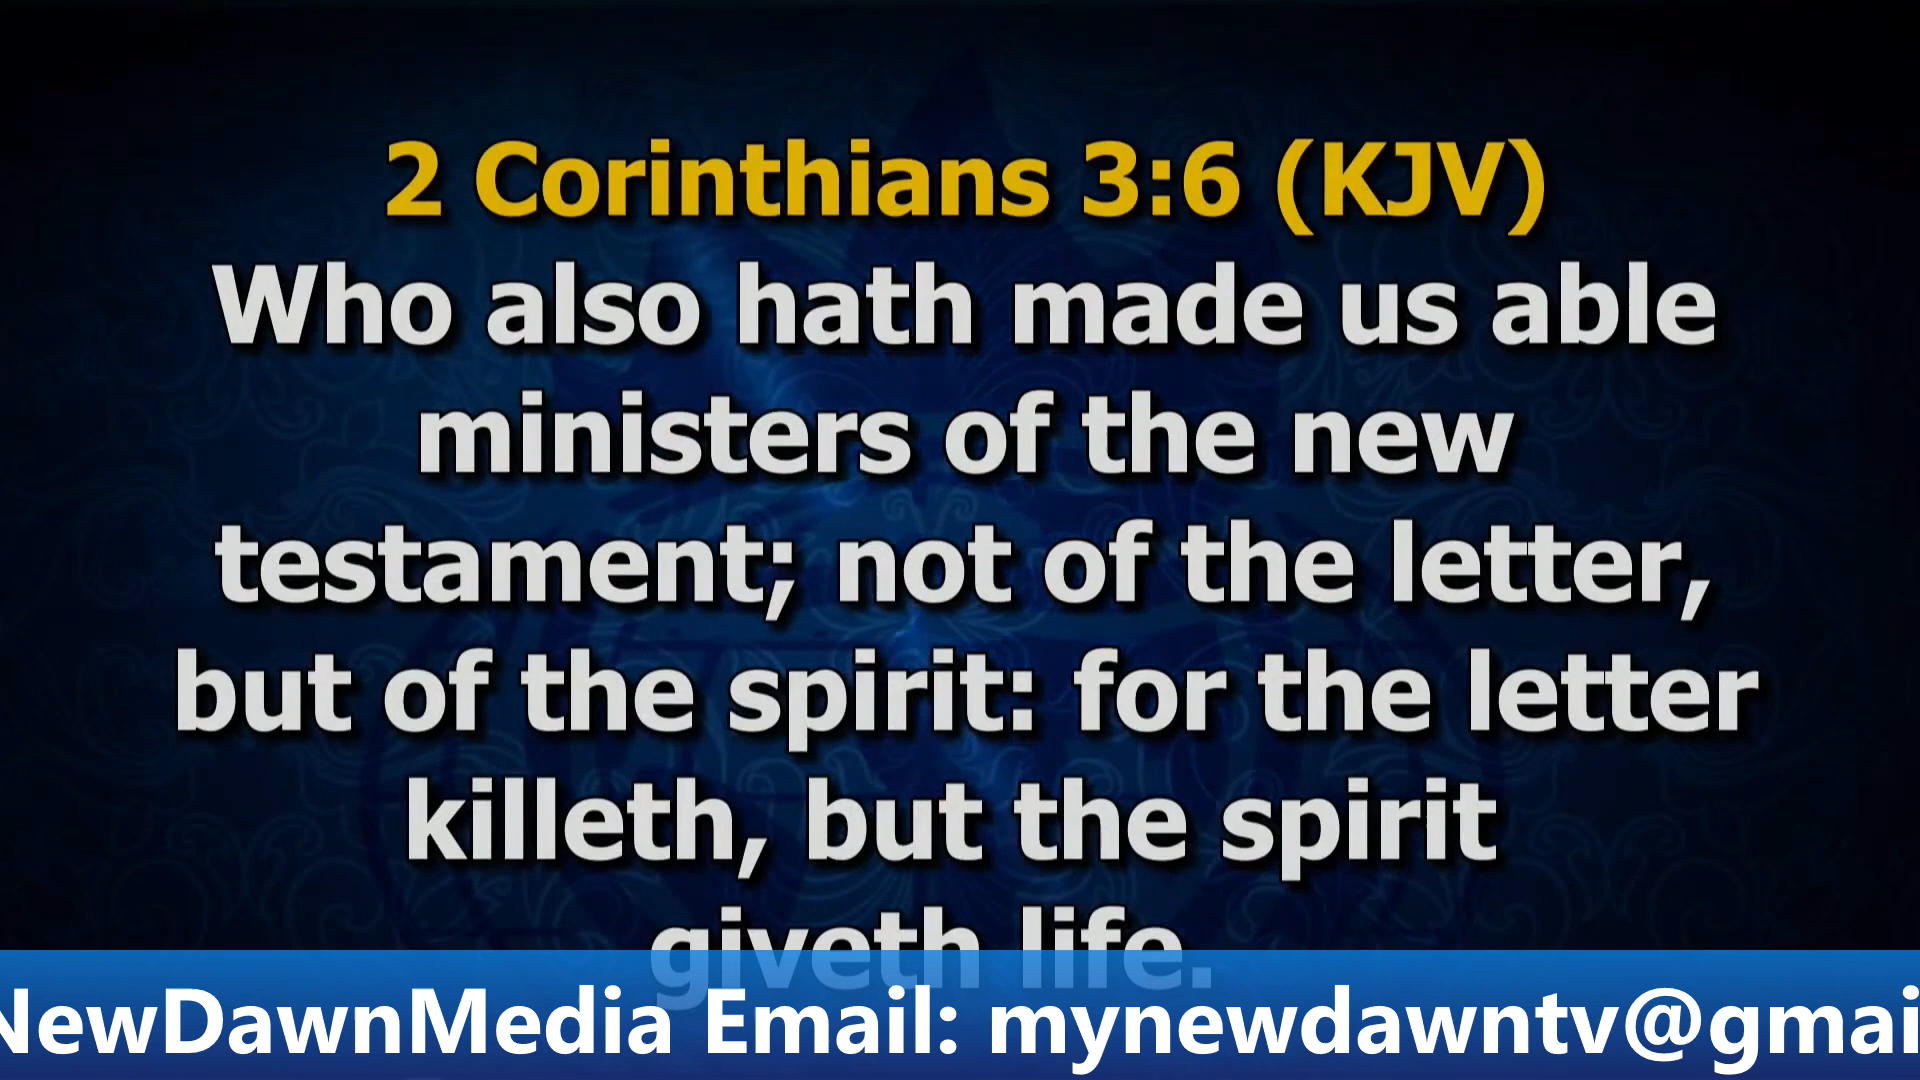 2 Corinthians 3:6 (KJV)
Who also hath made us able
ministers of the new
testament; not of the letter,
but of the spirit: for the letter
killeth, but the spirit
giveth life.
NewDawnMedia Email: mynewdawntv@gmai